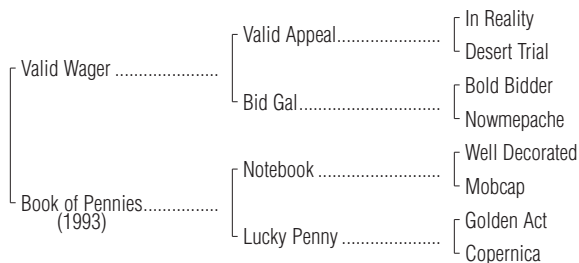 In Reality
Valid Appeal.......................
Desert Trial
Valid Wager ......................
Bold Bidder
Bid Gal...............................
Nowmepache
Well Decorated
Notebook ...........................
Mobcap
Book of Pennies................
(1993)
Golden Act
Lucky Penny ......................
Copernica